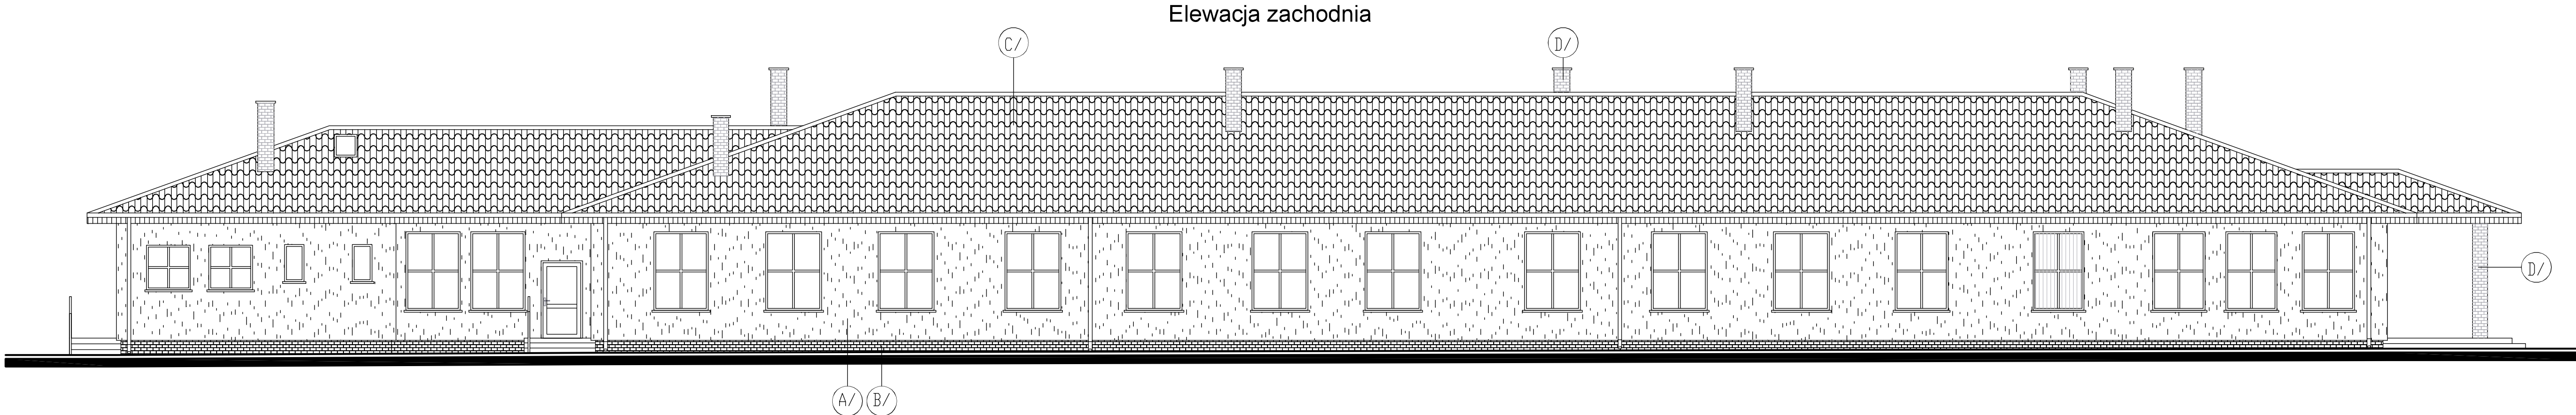 Elewacja zachodnia
C/
D/
D/
A/
B/